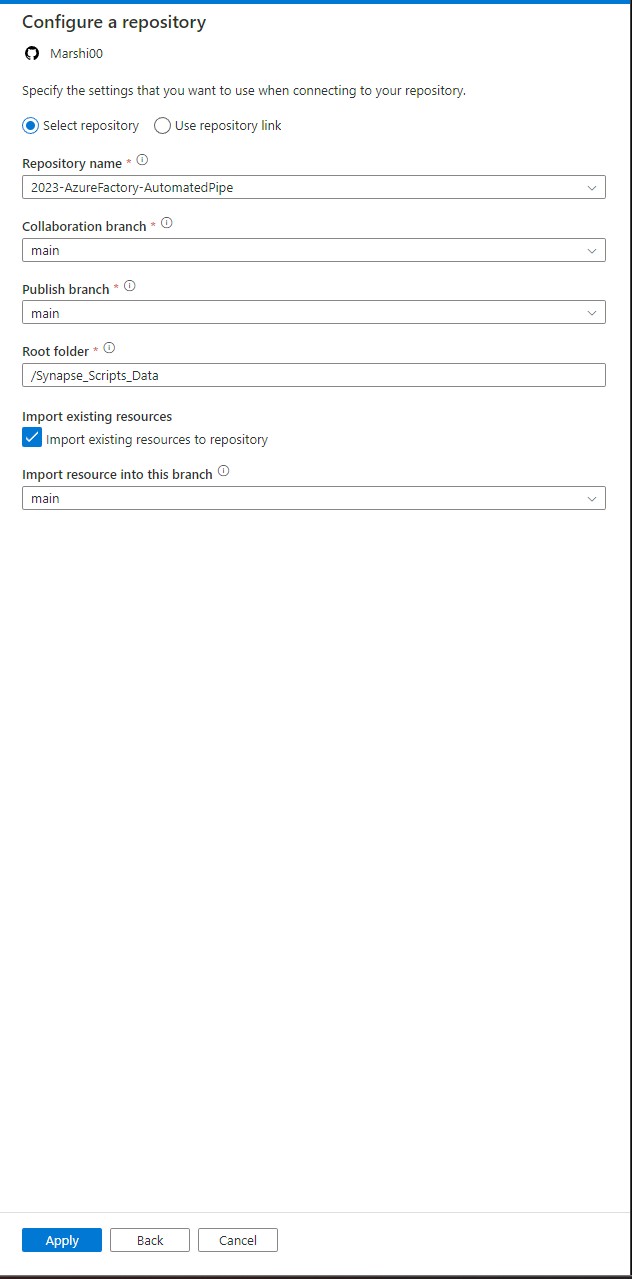 Configure a repository
Marshi00
Specify the settings that you want to use when connecting to your repository.
Select repository Use repository link
Repository name *
2023-AzureFactory-AutomatedPipe
Collaboration branch *
main
Publish branch *
main
Root folder *
/Synapse_Scripts_Data
Import existing resources
Import existing resources to repository
Import resource into this branch
main
Apply Back Cancel